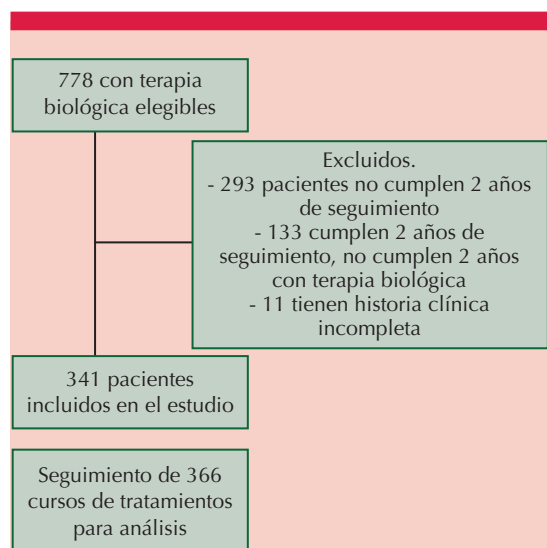 778 con terapia
biológica elegibles
Excluidos.
- 293 pacientes no cumplen 2 años
de seguimiento
- 133 cumplen 2 años de
seguimiento, no cumplen 2 años
con terapia biológica
- 11 tienen historia clínica
incompleta
341 pacientes
incluidos en el estudio
Seguimiento de 366
cursos de tratamientos
para análisis